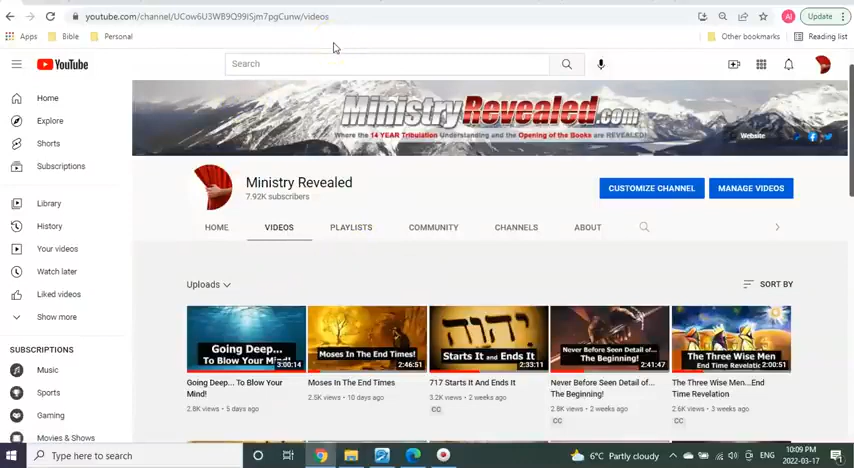 youtube.com/channel/UCow6U3WB9Q99ISjm7pgCunw/videos
Update
Apps Bible Personal
Other bookmarks Reading list
YouTube
Search
Home
Explore
Shorts
Subscriptions
Library
History
Your videos
Watch later
Liked videos
Show more
SUBSCRIPTIONS
Music
Sports
Gaming
Movies & Shows
MinistryRevealed.com
Where the 14 YEAR Tribulation Understanding and the Opening of the Books are REVEALED!
Website
Ministry Revealed
7.92K subscribers
CUSTOMIZE CHANNEL MANAGE VIDEOS
HOME VIDEOS PLAYLISTS COMMUNITY CHANNELS ABOUT
Uploads
SORT BY
Going Deep...
To Blow Your Mind!
3:00:14
Going Deep... To Blow Your
Mind!
2.8K views • 5 days ago
Moses In The End Times!
2:46:51
Moses In The End Times
2.5K views • 10 days ago
יהוה
Starts It and Ends It
2:33:11
717 Starts It And Ends It
3.2K views • 2 weeks ago
CC
Never Before Seen Detail of...
The Beginning!
2:41:47
Never Before Seen Detail of...
The Beginning!
2.8K views • 2 weeks ago
CC
The Three Wise Men
End Time Revelation
2:00:51
The Three Wise Men...End
Time Revelation
2.6K views • 3 weeks ago
CC
Type here to search
6°C Partly cloudy
ENG
10:09 PM
2022-03-17